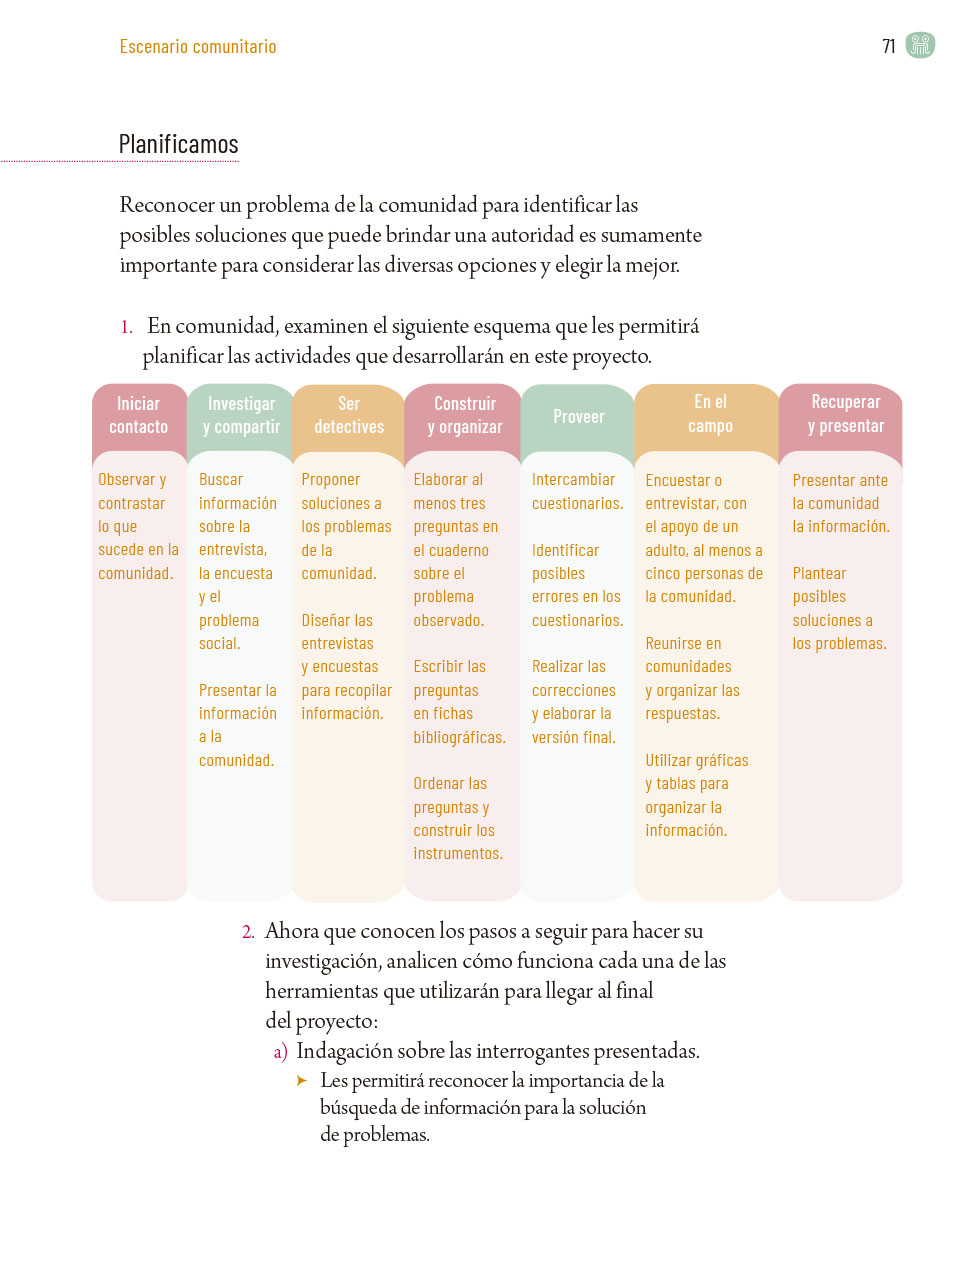 Escenario comunitario
71
Planificamos
Reconocer un problema de la comunidad para identificar las
posibles soluciones que puede brindar una autoridad es sumamente
importante para considerar las diversas opciones y elegir la mejor.
1. En comunidad, examinen el siguiente esquema que les permitirá
planificar las actividades que desarrollarán en este proyecto.
Iniciar
contacto
Observar y
contrastar
lo que
sucede en la
comunidad.
Investigar
y compartir
Buscar
información
sobre la
entrevista,
la encuesta
y el
problema
social.
Presentar la
información
a la
comunidad.
Ser
detectives
Proponer
soluciones a
los problemas
de la
comunidad.
Diseñar las
entrevistas
y encuestas
para recopilar
información.
Construir
y organizar
Elaborar al
menos tres
preguntas en
el cuaderno
sobre el
problema
observado.
Escribir las
preguntas
en fichas
bibliográficas.
Ordenar las
preguntas y
construir los
instrumentos.
Proveer
Intercambiar
cuestionarios.
Identificar
posibles
errores en los
cuestionarios.
Realizar las
correcciones
y elaborar la
versión final.
En el
campo
Encuestar o
entrevistar, con
el apoyo de un
adulto, al menos a
cinco personas de
la comunidad.
Reunirse en
comunidades
y organizar las
respuestas.
Utilizar gráficas
y tablas para
organizar la
información.
Recuperar
y presentar
Presentar ante
la comunidad
la información.
Plantear
posibles
soluciones a
los problemas.
2. Ahora que conocen los pasos a seguir para hacer su
investigación, analicen cómo funciona cada una de las
herramientas que utilizarán para llegar al final
del proyecto:
a) Indagación sobre las interrogantes presentadas.
➤ Les permitirá reconocer la importancia de la
búsqueda de información para la solución
de problemas.